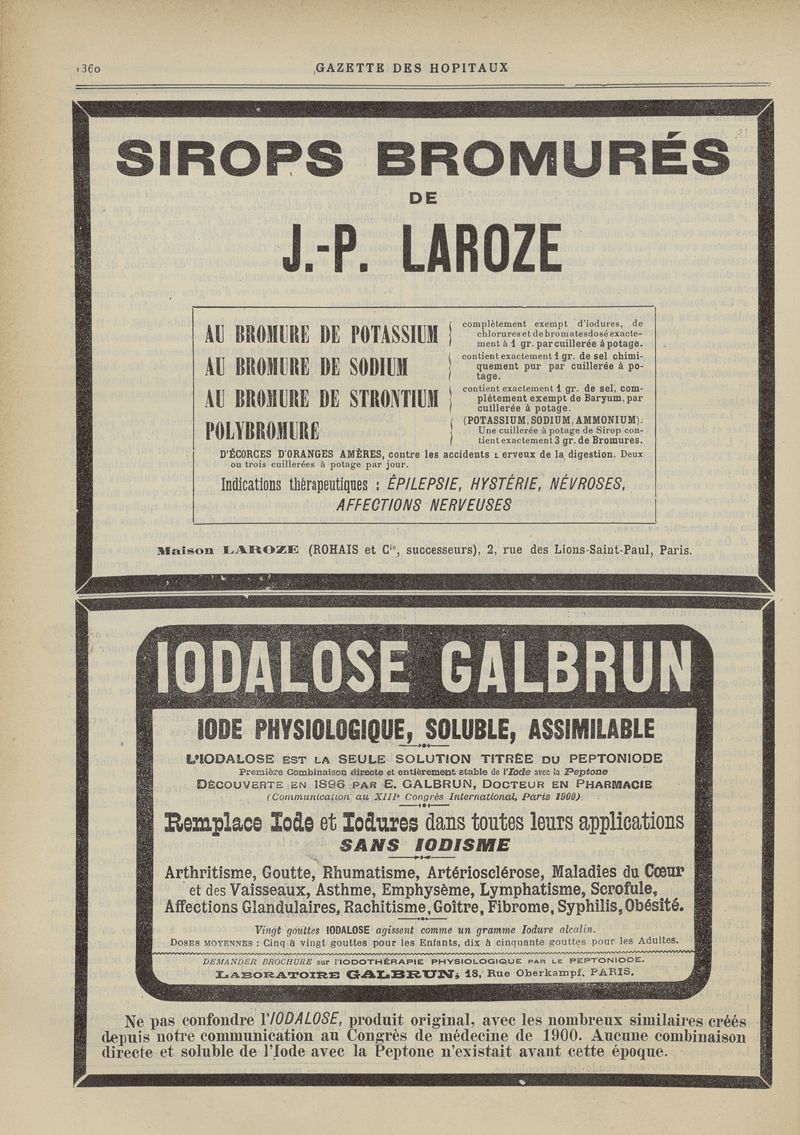 1360
GAZETTE DES HOPITAUX
SIROPS BROMURÉS
DE
J.-P. LAROZE
AU BROMURE DE POTASSIUM
complètement exempt d'iodures, de
chlorures et de bromates dosé exacte-
ment à 1 gr. par cuillerée à potage.
AU BROMURE DE SODIUM
contient exactement 1 gr. de sel chimi-
quement pur par cuillerée à po-
tage.
AU BROMURE DE STRONTIUM
contient exactement 1 gr. de sel, com-
plètement exempt de Baryum, par
cuillerée à potage.
POLYBROMURE
(POTASSIUM, SODIUM, AMMONIUM).
Une cuillerée à potage de Sirop con-
tient exactement 3 gr. de Bromures.
D'ÉCORCES D'ORANGES AMÈRES, contre les accidents nerveux de la digestion. Deux
ou trois cuillerées à potage par jour.
Indications thérapeutiques : ÉPILEPSIE, HYSTÉRIE, NÉVROSES,
AFFECTIONS NERVEUSES
Maison LAROZE (ROHAIS et Cie, successeurs), 2, rue des Lions-Saint-Paul, Paris.
IODALOSE GALBRUN
IODE PHYSIOLOGIQUE, SOLUBLE, ASSIMILABLE
L'IODALOSE EST LA SEULE SOLUTION TITRÉE DU PEPTONIODE
Première Combinaison directe et entièrement stable de l'Iode avec la Peptone
DÉCOUVERTE EN 1896 PAR E. GALBRUN, DOCTEUR EN PHARMACIE
(Communication au XIIIe Congrès International, Paris 1900)
Remplace Iode et Iodures dans toutes leurs applications
SANS IODISME
Arthritisme, Goutte, Rhumatisme, Artériosclérose, Maladies du Cœur
et des Vaisseaux, Asthme, Emphysème, Lymphatisme, Scrofule,
Affections Glandulaires, Rachitisme, Goître, Fibrome, Syphilis, Obésité.
Vingt gouttes IODALOSE agissent comme un gramme Iodure alcalin.
DOSES MOYENNES : Cinq à vingt gouttes pour les Enfants, dix à cinquante gouttes pour les Adultes.
DEMANDER BROCHURE sur l'IODOTHÉRAPIE PHYSIOLOGIQUE PAR LE PEPTONIODE.
LABORATOIRE GALBRUN, 18, Rue Oberkampf, PARIS.
Ne pas confondre l'IODALOSE, produit original, avec les nombreux similaires créés
depuis notre communication au Congrès de médecine de 1900. Aucune combinaison
directe et soluble de l'Iode avec la Peptone n'existait avant cette époque.